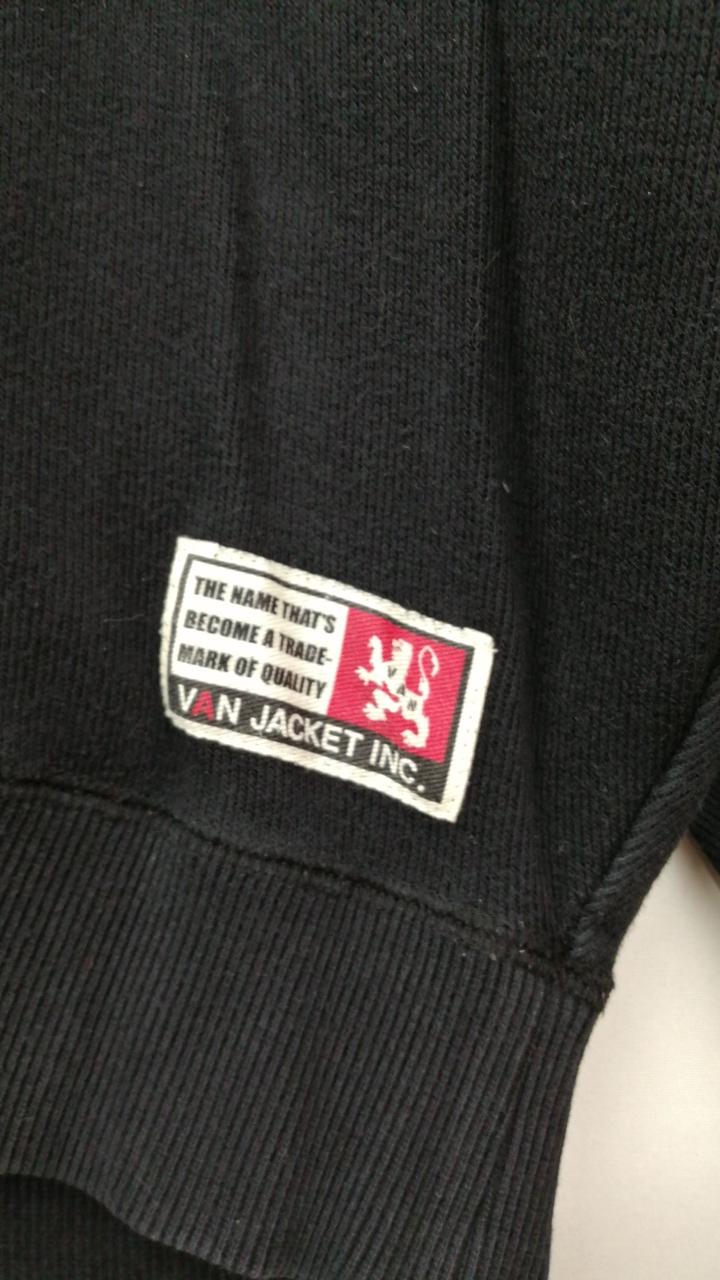 THE NAME THAT'S
BECOME A TRADE-
MARK OF QUALITY
VAN
VAN JACKET INC.